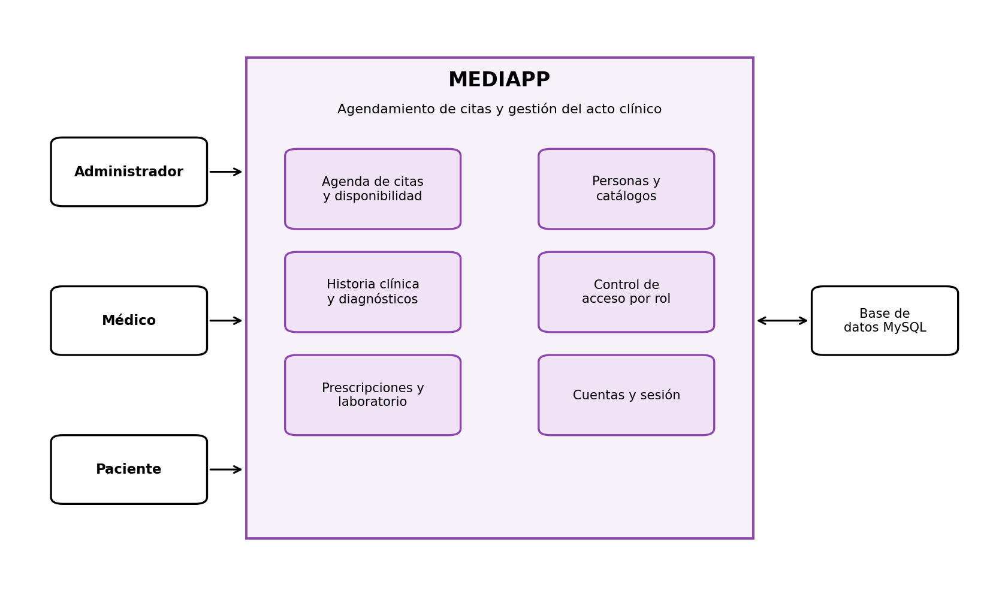 MEDIAPP
Agendamiento de citas y gestión del acto clínico
Administrador
Médico
Paciente
Agenda de citas
y disponibilidad
Personas y
catálogos
Historia clínica
y diagnósticos
Control de
acceso por rol
Prescripciones y
laboratorio
Cuentas y sesión
Base de
datos MySQL